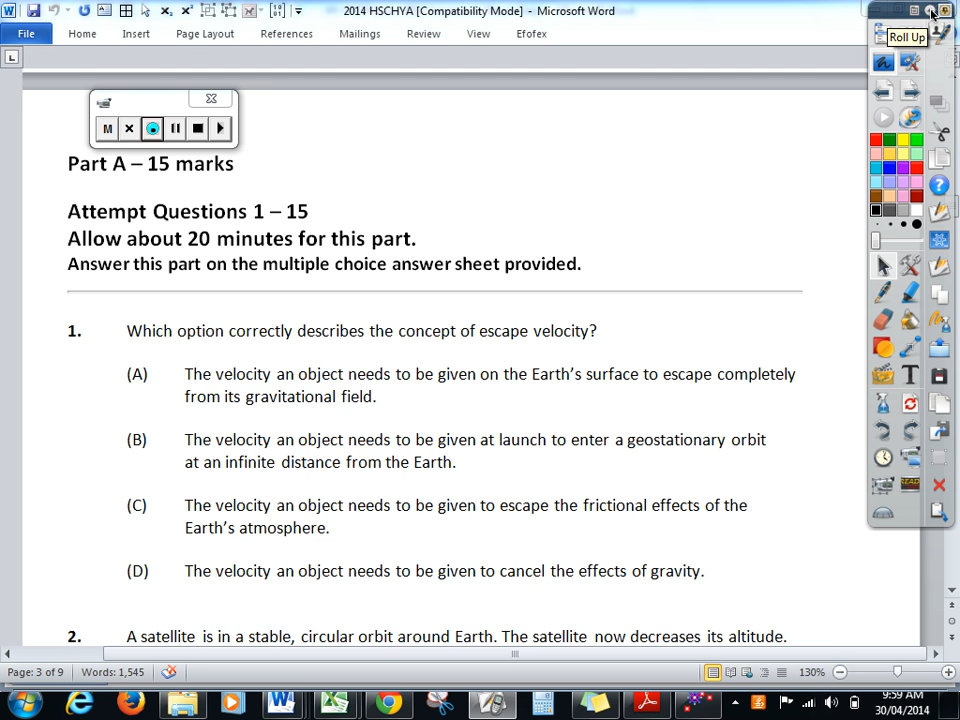 2014 HSCHYA [Compatibility Mode] - Microsoft Word
File Home Insert Page Layout References Mailings Review View Efofex
Roll Up
L
M
Part A – 15 marks
Attempt Questions 1 – 15
Allow about 20 minutes for this part.
Answer this part on the multiple choice answer sheet provided.
1. Which option correctly describes the concept of escape velocity?
(A) The velocity an object needs to be given on the Earth's surface to escape completely
from its gravitational field.
(B) The velocity an object needs to be given at launch to enter a geostationary orbit
at an infinite distance from the Earth.
(C) The velocity an object needs to be given to escape the frictional effects of the
Earth's atmosphere.
(D) The velocity an object needs to be given to cancel the effects of gravity.
2. A satellite is in a stable, circular orbit around Earth. The satellite now decreases its altitude.
Page: 3 of 9 Words: 1,545 130%
9:59 AM
30/04/2014